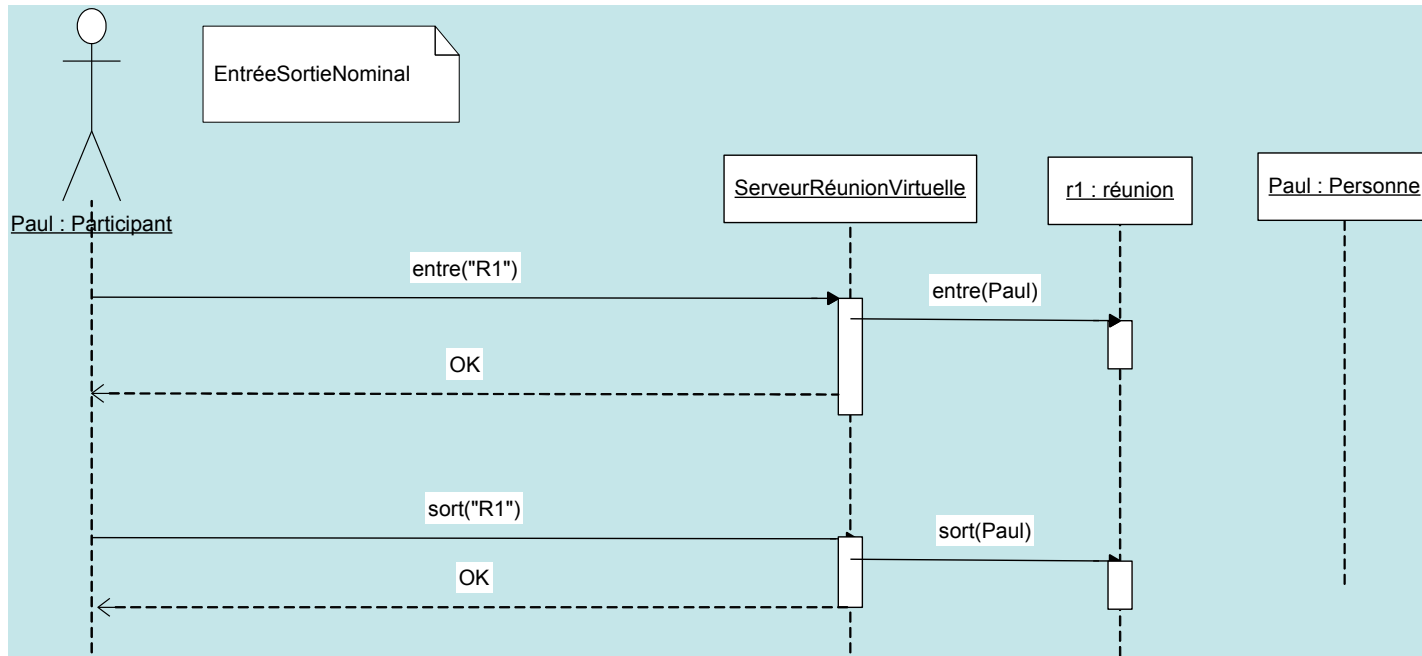 EntréeSortieNominal
ServeurRéunionVirtuelle
r1 : réunion
Paul : Personne
Paul : Participant
entre("R1")
entre(Paul)
OK
sort("R1")
sort(Paul)
OK